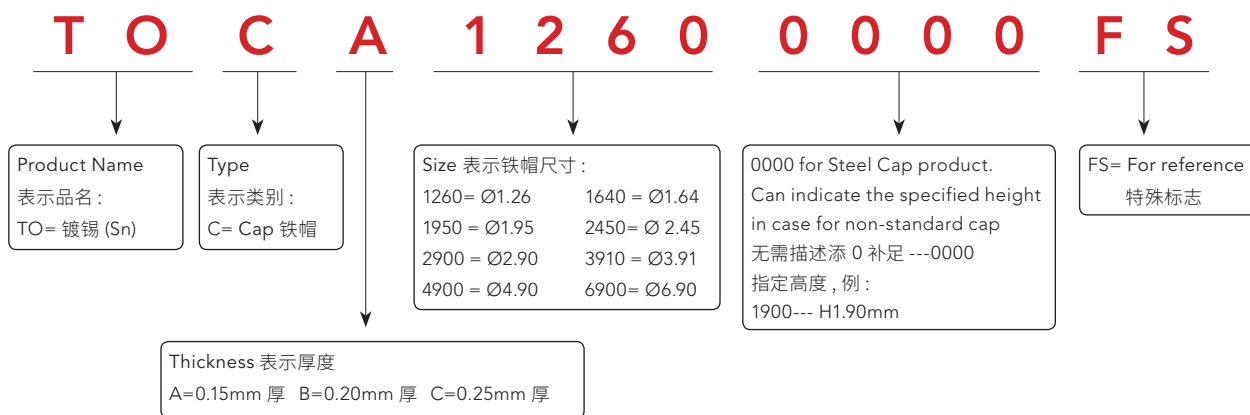 T O C A 1 2 6 0 0 0 0 0 F S
Product Name
表示品名 :
TO= 镀锡 (Sn)
Type
表示类别 :
C= Cap 铁帽
Size 表示铁帽尺寸 :
1260= Ø1.26 1640 = Ø1.64
1950 = Ø1.95 2450= Ø 2.45
2900 = Ø2.90 3910 = Ø3.91
4900 = Ø4.90 6900= Ø6.90
0000 for Steel Cap product.
Can indicate the specified height
in case for non-standard cap
无需描述添 0 补足 ---0000
指定高度 , 例 :
1900--- H1.90mm
FS= For reference
特殊标志
Thickness 表示厚度
A=0.15mm 厚 B=0.20mm 厚 C=0.25mm 厚